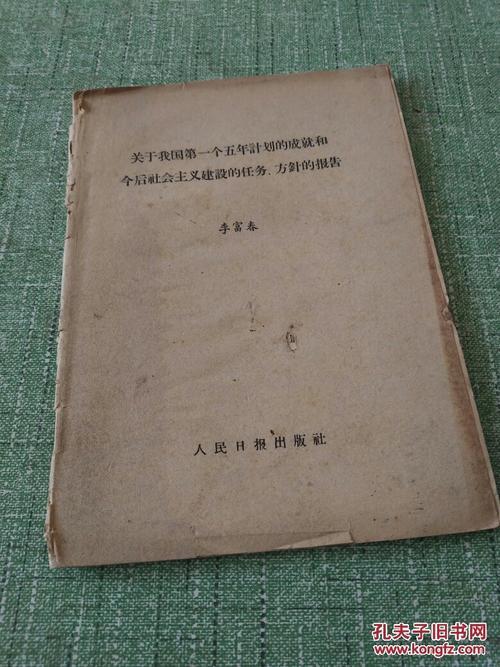 关于我国第一个五年計划的成就和
今后社会主义建設的任务、方針的报告
李富春
人民日报出版社
孔夫子旧书网
www.kongfz.com